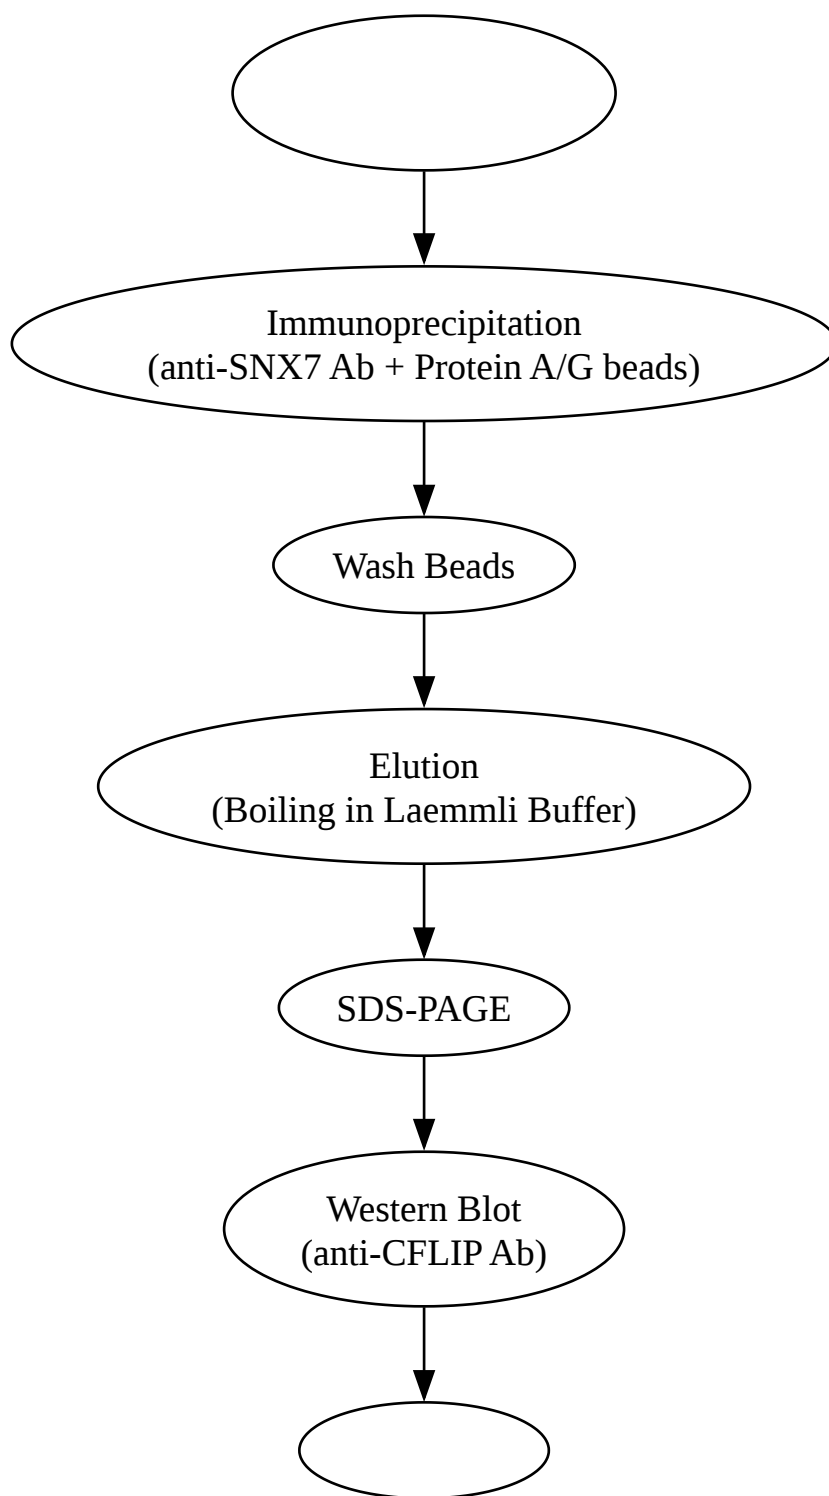 Immunoprecipitation
(anti-SNX7 Ab + Protein A/G beads)
Wash Beads
Elution
(Boiling in Laemmli Buffer)
SDS-PAGE
Western Blot
(anti-CFLIP Ab)